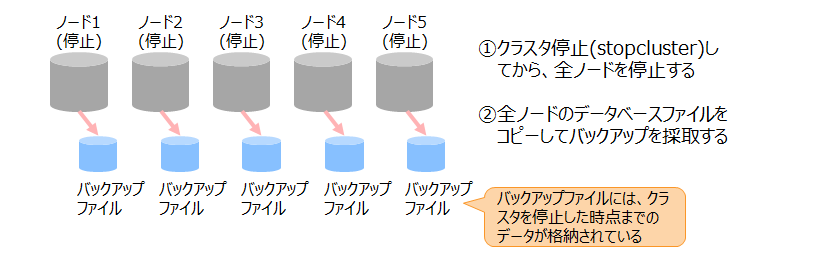 ノード1
(停止)
ノード2
(停止)
ノード3
(停止)
ノード4
(停止)
ノード5
(停止)
①クラスタ停止(stopcluster)し
てから、全ノードを停止する
②全ノードのデータベースファイルを
コピーしてバックアップを採取する
バックアップ
ファイル
バックアップ
ファイル
バックアップ
ファイル
バックアップ
ファイル
バックアップ
ファイル
バックアップファイルには、クラ
スタを停止した時点までの
データが格納されている